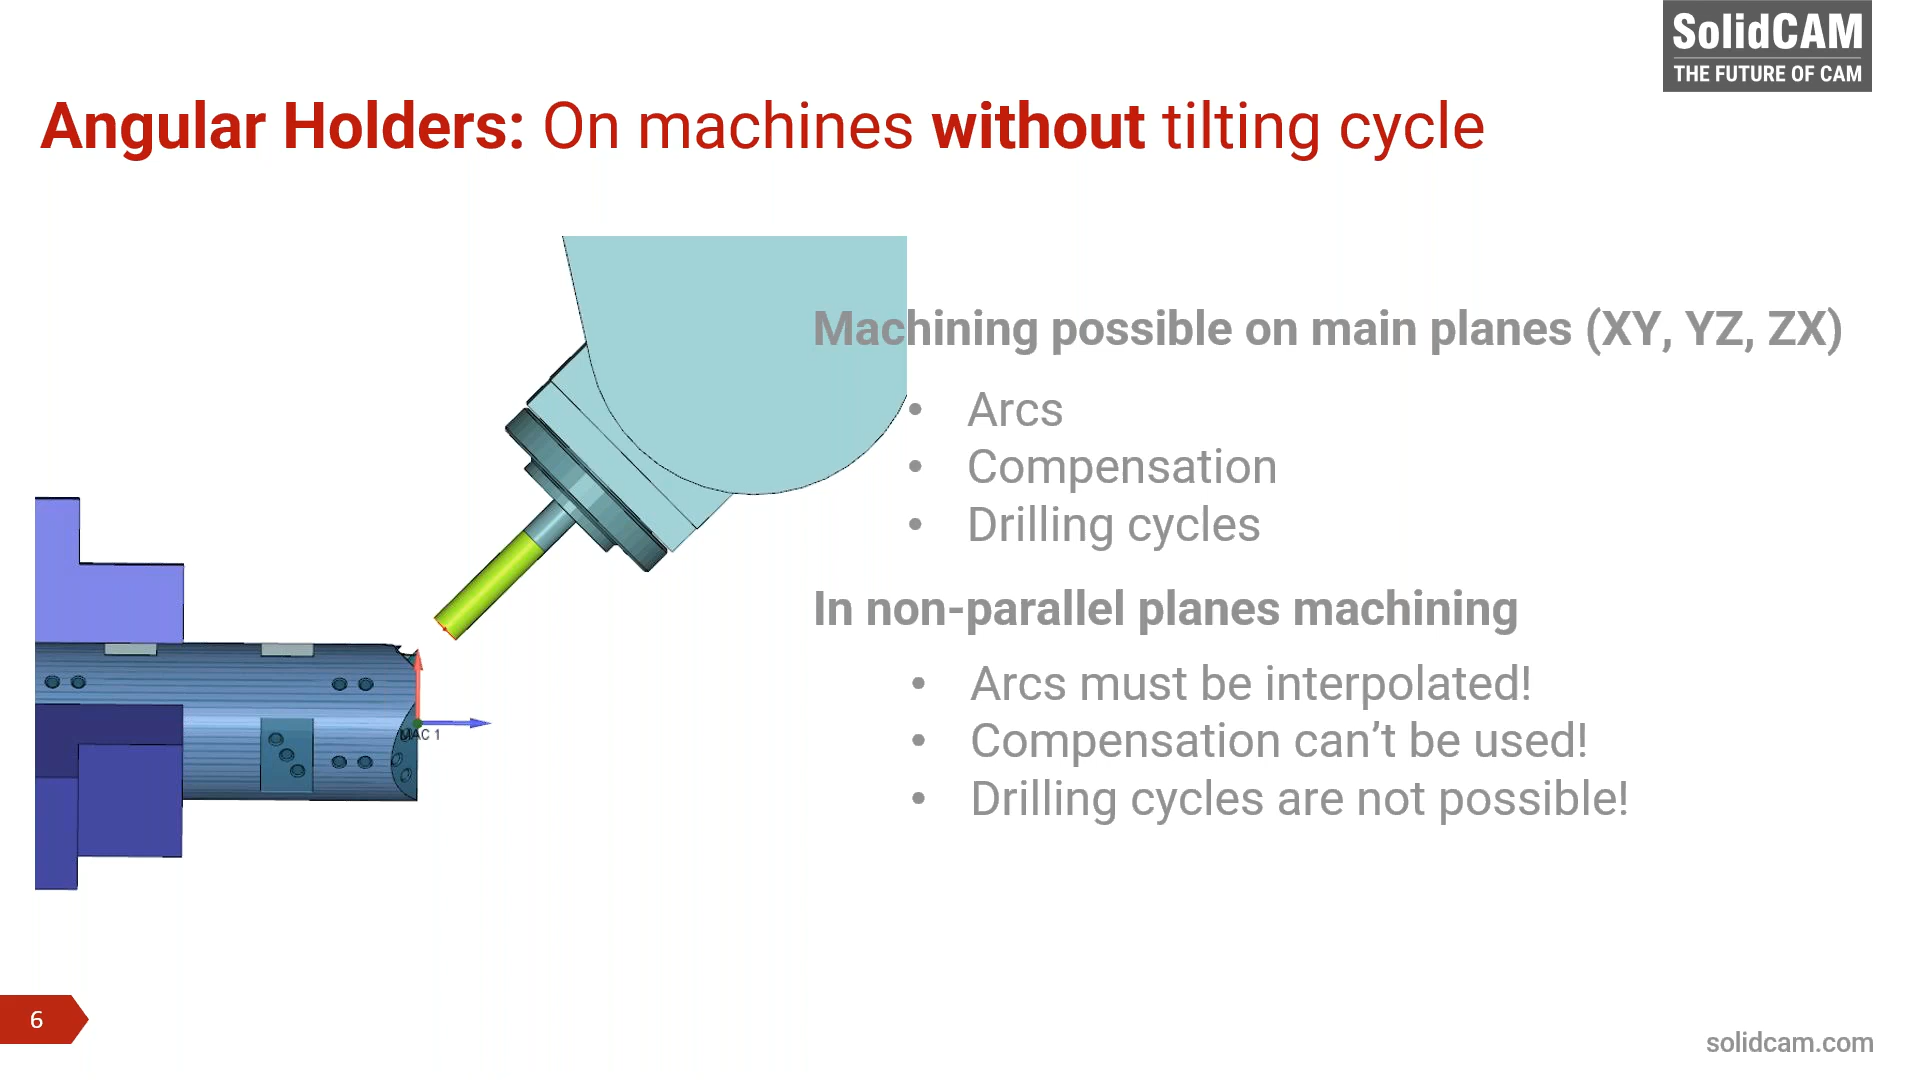 SolidCAM
THE FUTURE OF CAM
Angular Holders: On machines without tilting cycle
Machining possible on main planes (XY, YZ, ZX)
• Arcs
• Compensation
• Drilling cycles
In non-parallel planes machining
• Arcs must be interpolated!
• Compensation can’t be used!
• Drilling cycles are not possible!
MAC 1
6
solidcam.com